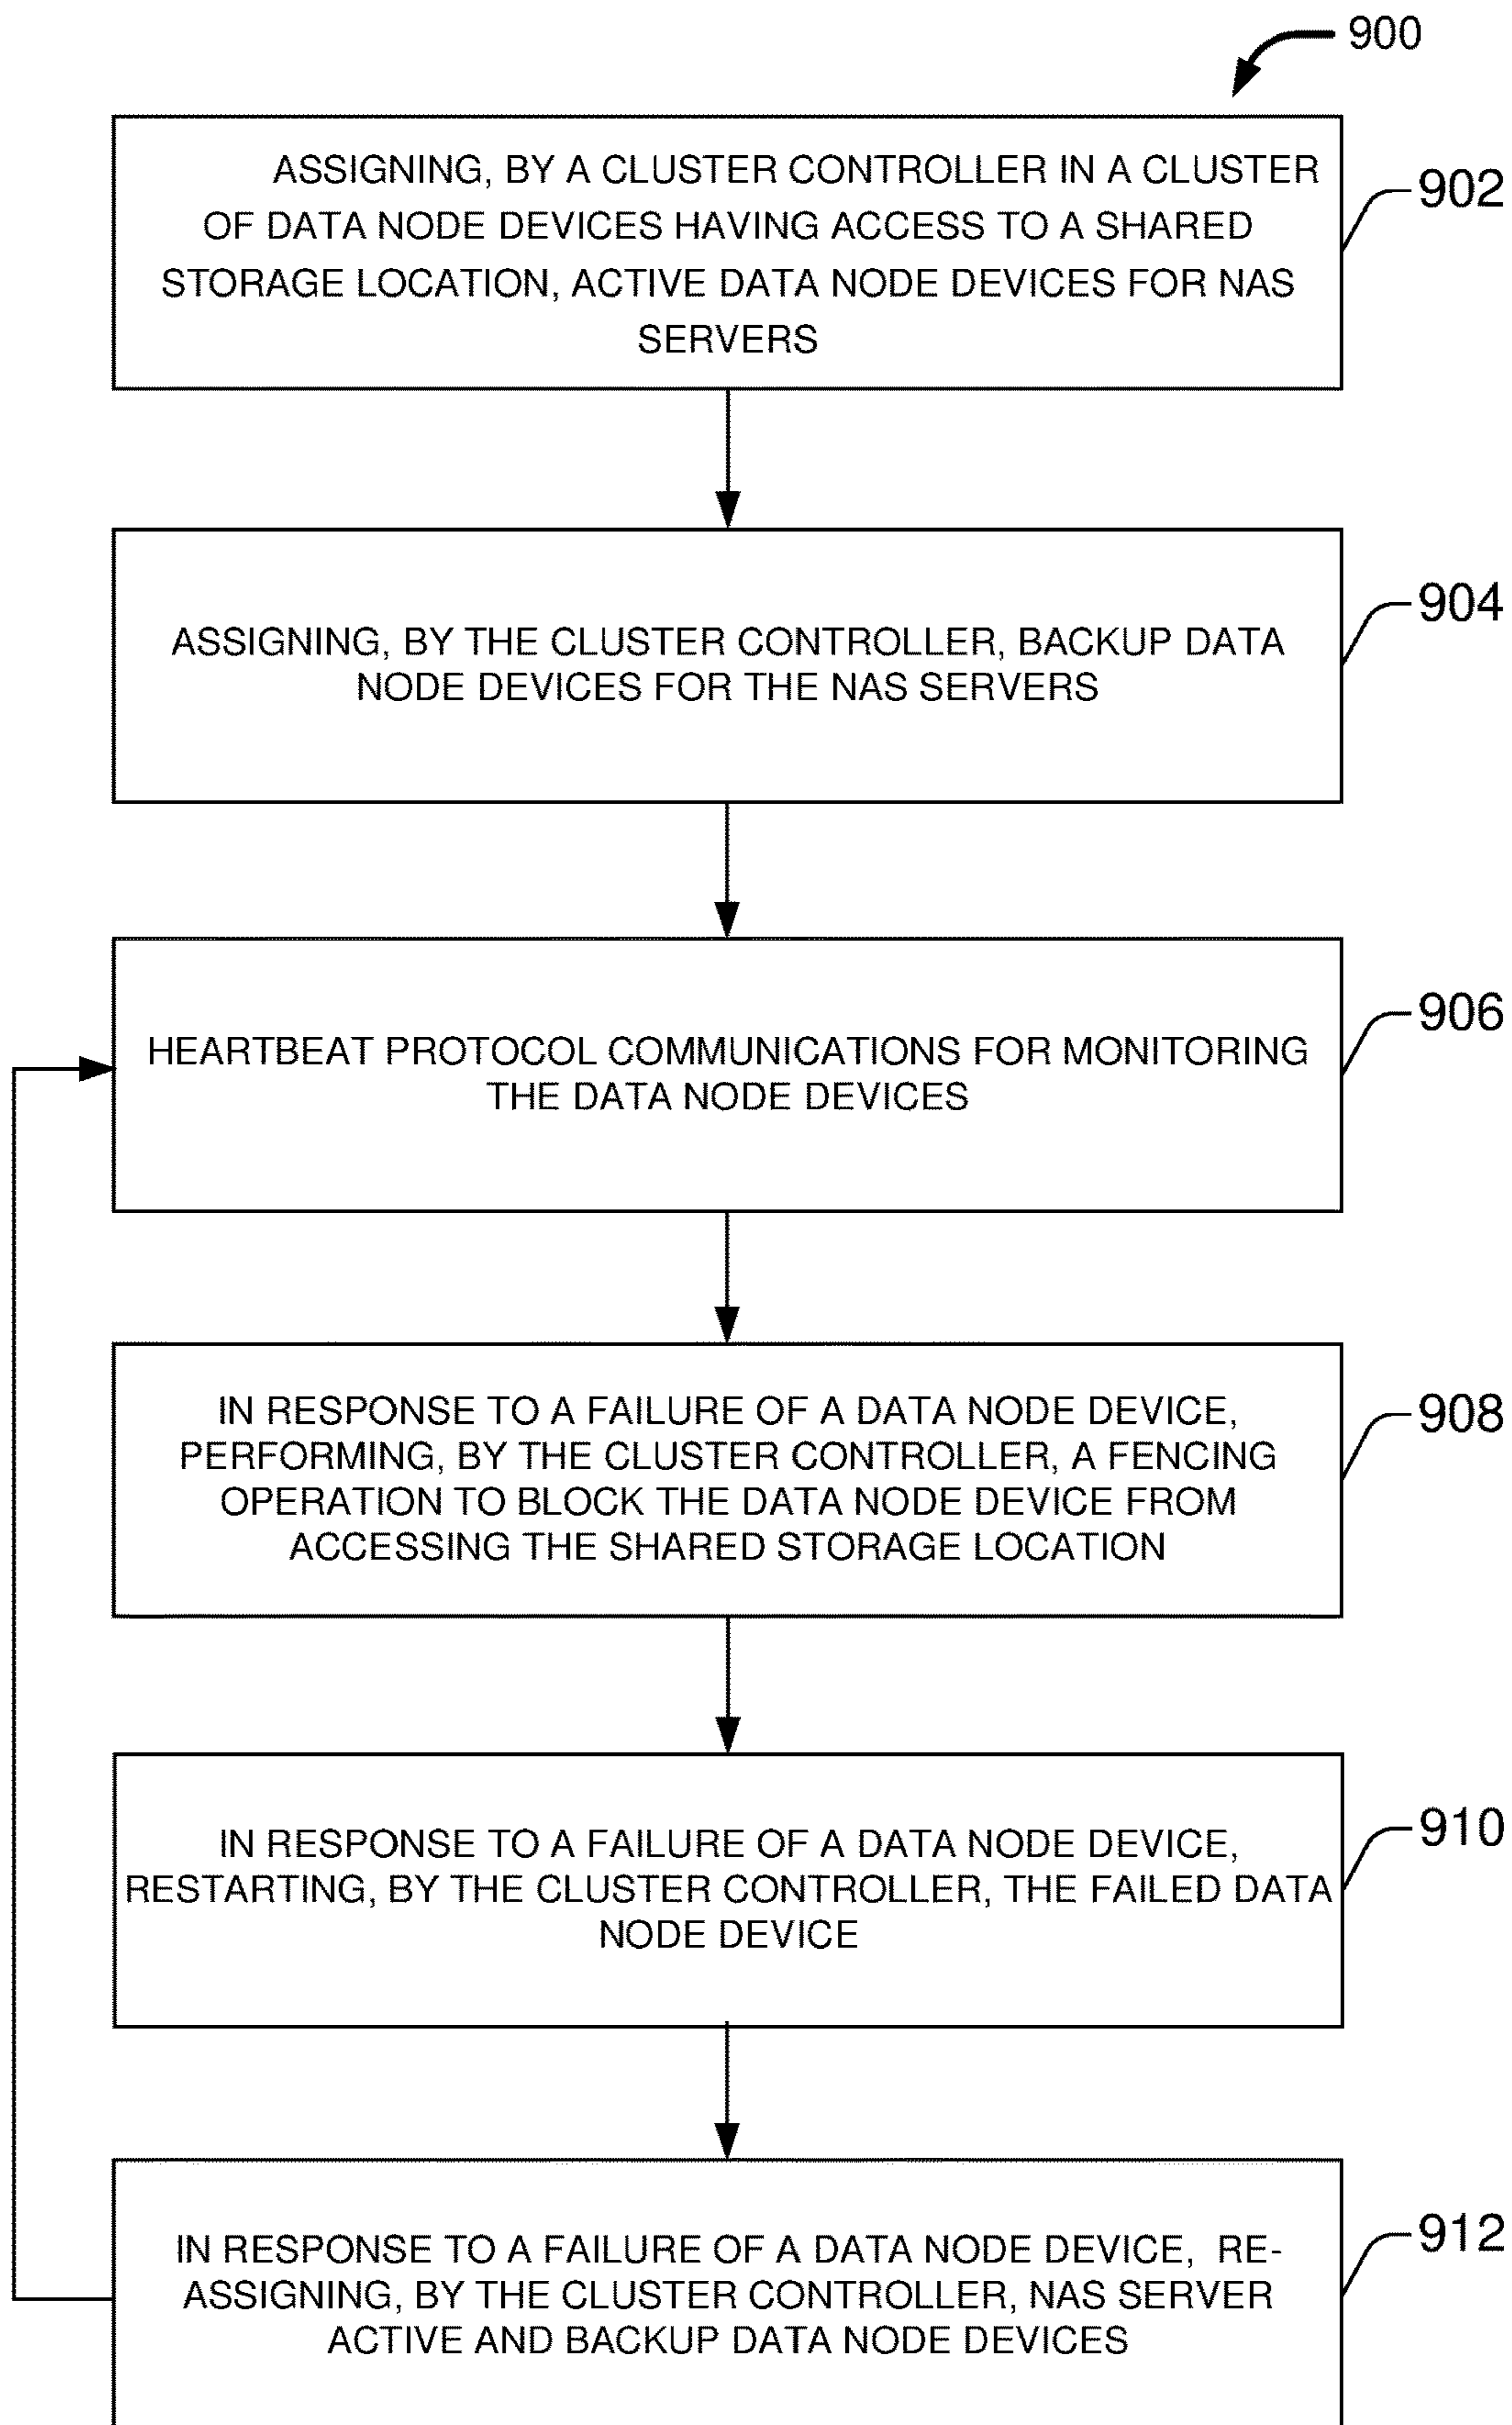 900
ASSIGNING, BY A CLUSTER CONTROLLER IN A CLUSTER
OF DATA NODE DEVICES HAVING ACCESS TO A SHARED
STORAGE LOCATION, ACTIVE DATA NODE DEVICES FOR NAS
SERVERS
902
ASSIGNING, BY THE CLUSTER CONTROLLER, BACKUP DATA
NODE DEVICES FOR THE NAS SERVERS
904
HEARTBEAT PROTOCOL COMMUNICATIONS FOR MONITORING
THE DATA NODE DEVICES
906
IN RESPONSE TO A FAILURE OF A DATA NODE DEVICE,
PERFORMING, BY THE CLUSTER CONTROLLER, A FENCING
OPERATION TO BLOCK THE DATA NODE DEVICE FROM
ACCESSING THE SHARED STORAGE LOCATION
908
IN RESPONSE TO A FAILURE OF A DATA NODE DEVICE,
RESTARTING, BY THE CLUSTER CONTROLLER, THE FAILED DATA
NODE DEVICE
910
IN RESPONSE TO A FAILURE OF A DATA NODE DEVICE, RE-
ASSIGNING, BY THE CLUSTER CONTROLLER, NAS SERVER
ACTIVE AND BACKUP DATA NODE DEVICES
912